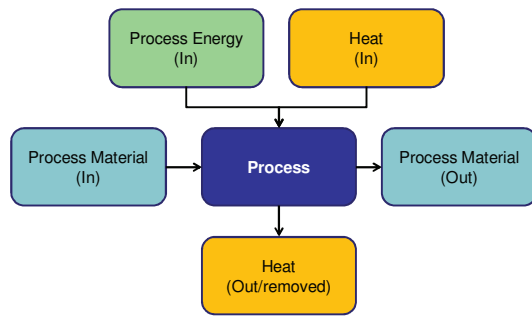 Process Energy
(In)
Heat
(In)
Process Material
(In)
Process
Process Material
(Out)
Heat
(Out/removed)